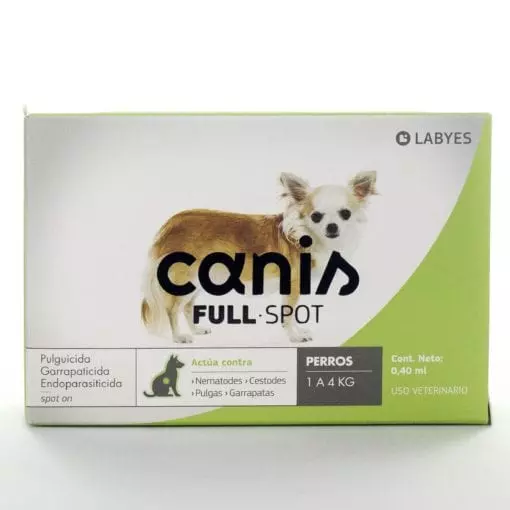 LABYES
canis
FULL·SPOT
Pulguicida
Garrapaticida
Endoparasiticida
spot on
Actúa contra
›Nematodes ›Cestodes
›Pulgas ›Garrapatas
PERROS
1 A 4 KG
Cont. Neto:
0,40 ml
USO VETERINARIO